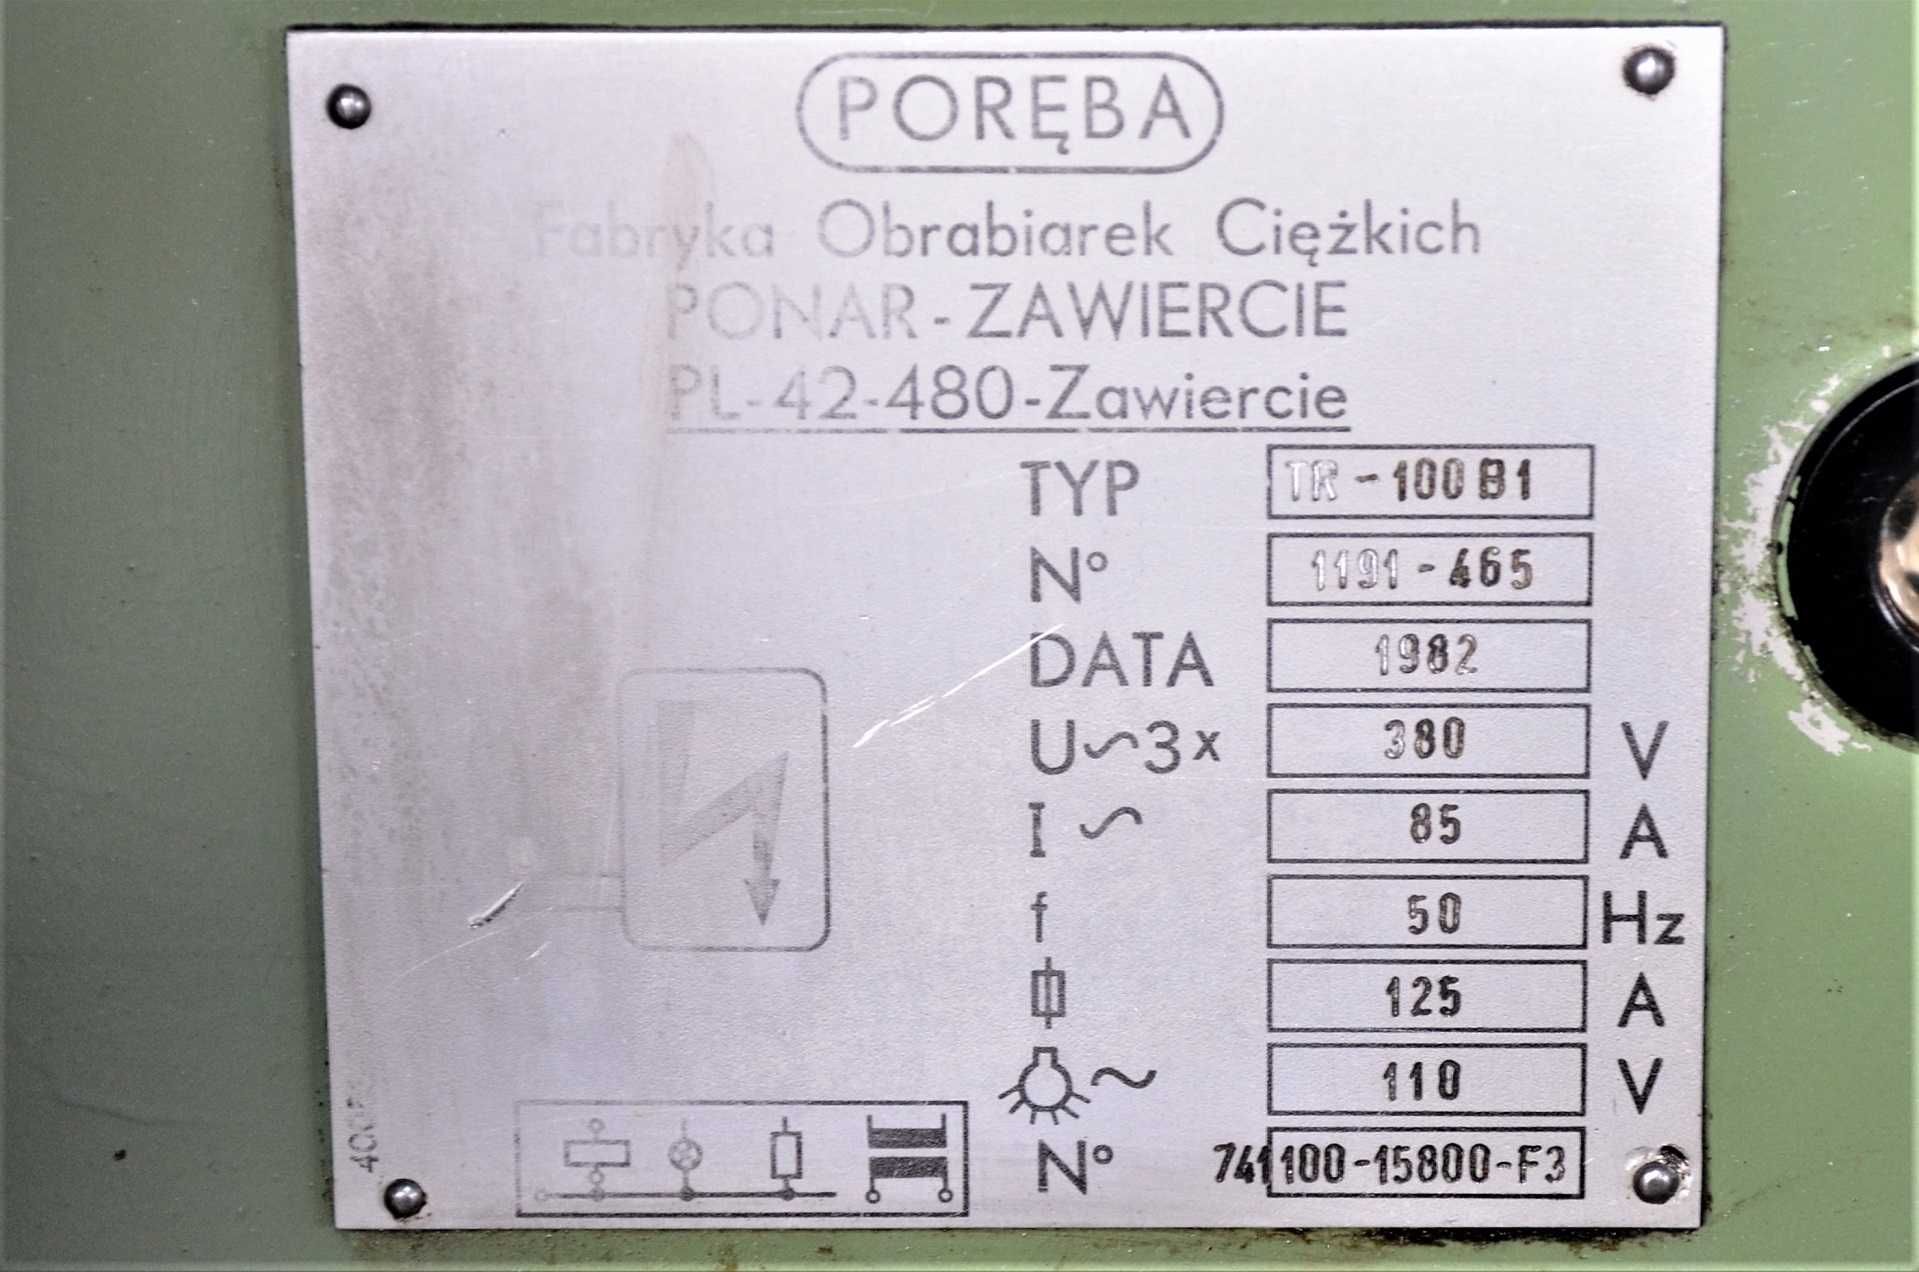 PORĘBA
Fabryka Obrabiarek Ciężkich
PONAR-ZAWIERCIE
PL-42-480-Zawiercie
TYP TR-100B1
N° 1191-465
DATA 1982
U~3x 380 V
I ~ 85 A
f 50 Hz
125 A
~ 110 V
N° 741100-15800-F3